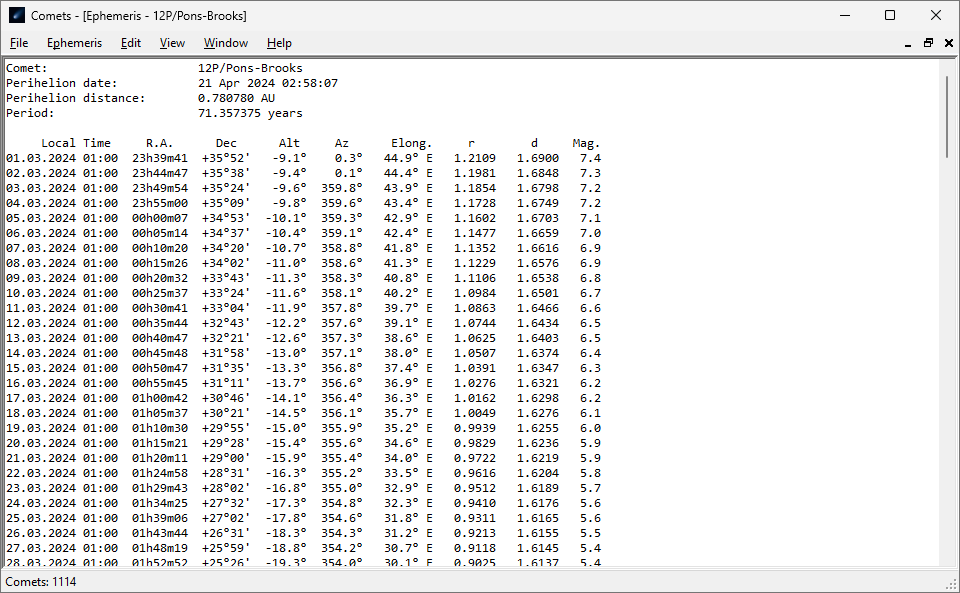 Comets - [Ephemeris - 12P/Pons-Brooks]
File Ephemeris Edit View Window Help
Comet: 12P/Pons-Brooks
Perihelion date: 21 Apr 2024 02:58:07
Perihelion distance: 0.780780 AU
Period: 71.357375 years
Local Time R.A. Dec Alt Az Elong. r d Mag.
01.03.2024 01:00 23h39m41 +35°52' -9.1° 0.3° 44.9° E 1.2109 1.6900 7.4
02.03.2024 01:00 23h44m47 +35°38' -9.4° 0.1° 44.4° E 1.1981 1.6848 7.3
03.03.2024 01:00 23h49m54 +35°24' -9.6° 359.8° 43.9° E 1.1854 1.6798 7.2
04.03.2024 01:00 23h55m00 +35°09' -9.8° 359.6° 43.4° E 1.1728 1.6749 7.2
05.03.2024 01:00 00h00m07 +34°53' -10.1° 359.3° 42.9° E 1.1602 1.6703 7.1
06.03.2024 01:00 00h05m14 +34°37' -10.4° 359.1° 42.4° E 1.1477 1.6659 7.0
07.03.2024 01:00 00h10m20 +34°20' -10.7° 358.8° 41.8° E 1.1352 1.6616 6.9
08.03.2024 01:00 00h15m26 +34°02' -11.0° 358.6° 41.3° E 1.1229 1.6576 6.9
09.03.2024 01:00 00h20m32 +33°43' -11.3° 358.3° 40.8° E 1.1106 1.6538 6.8
10.03.2024 01:00 00h25m37 +33°24' -11.6° 358.1° 40.2° E 1.0984 1.6501 6.7
11.03.2024 01:00 00h30m41 +33°04' -11.9° 357.8° 39.7° E 1.0863 1.6466 6.6
12.03.2024 01:00 00h35m44 +32°43' -12.2° 357.6° 39.1° E 1.0744 1.6434 6.5
13.03.2024 01:00 00h40m47 +32°21' -12.6° 357.3° 38.6° E 1.0625 1.6403 6.5
14.03.2024 01:00 00h45m48 +31°58' -13.0° 357.1° 38.0° E 1.0507 1.6374 6.4
15.03.2024 01:00 00h50m47 +31°35' -13.3° 356.8° 37.4° E 1.0391 1.6347 6.3
16.03.2024 01:00 00h55m45 +31°11' -13.7° 356.6° 36.9° E 1.0276 1.6321 6.2
17.03.2024 01:00 01h00m42 +30°46' -14.1° 356.4° 36.3° E 1.0162 1.6298 6.2
18.03.2024 01:00 01h05m37 +30°21' -14.5° 356.1° 35.7° E 1.0049 1.6276 6.1
19.03.2024 01:00 01h10m30 +29°55' -15.0° 355.9° 35.2° E 0.9939 1.6255 6.0
20.03.2024 01:00 01h15m21 +29°28' -15.4° 355.6° 34.6° E 0.9829 1.6236 5.9
21.03.2024 01:00 01h20m11 +29°00' -15.9° 355.4° 34.0° E 0.9722 1.6219 5.9
22.03.2024 01:00 01h24m58 +28°31' -16.3° 355.2° 33.5° E 0.9616 1.6204 5.8
23.03.2024 01:00 01h29m43 +28°02' -16.8° 355.0° 32.9° E 0.9512 1.6189 5.7
24.03.2024 01:00 01h34m25 +27°32' -17.3° 354.8° 32.3° E 0.9410 1.6176 5.6
25.03.2024 01:00 01h39m06 +27°02' -17.8° 354.6° 31.8° E 0.9311 1.6165 5.6
26.03.2024 01:00 01h43m44 +26°31' -18.3° 354.3° 31.2° E 0.9213 1.6155 5.5
27.03.2024 01:00 01h48m19 +25°59' -18.8° 354.2° 30.7° E 0.9118 1.6145 5.4
28.03.2024 01:00 01h52m52 +25°26' -19.3° 354.0° 30.1° E 0.9025 1.6137 5.4
Comets: 1114